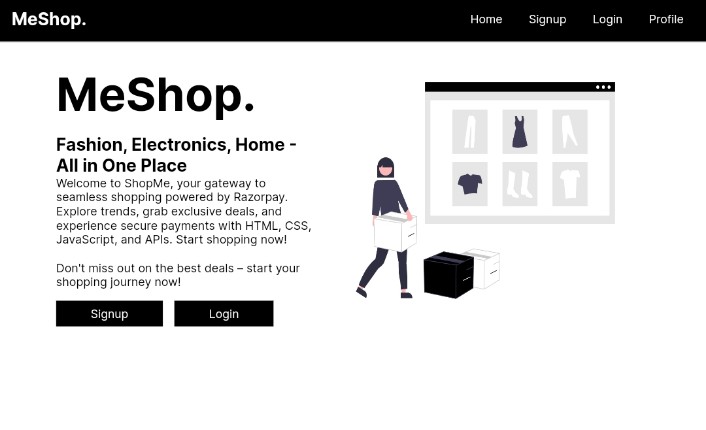 MeShop.
Home
Signup
Login
Profile
MeShop.
Fashion, Electronics, Home -
All in One Place
Welcome to ShopMe, your gateway to
seamless shopping powered by Razorpay.
Explore trends, grab exclusive deals, and
experience secure payments with HTML, CSS,
JavaScript, and APIs. Start shopping now!
Don't miss out on the best deals – start your
shopping journey now!
Signup
Login